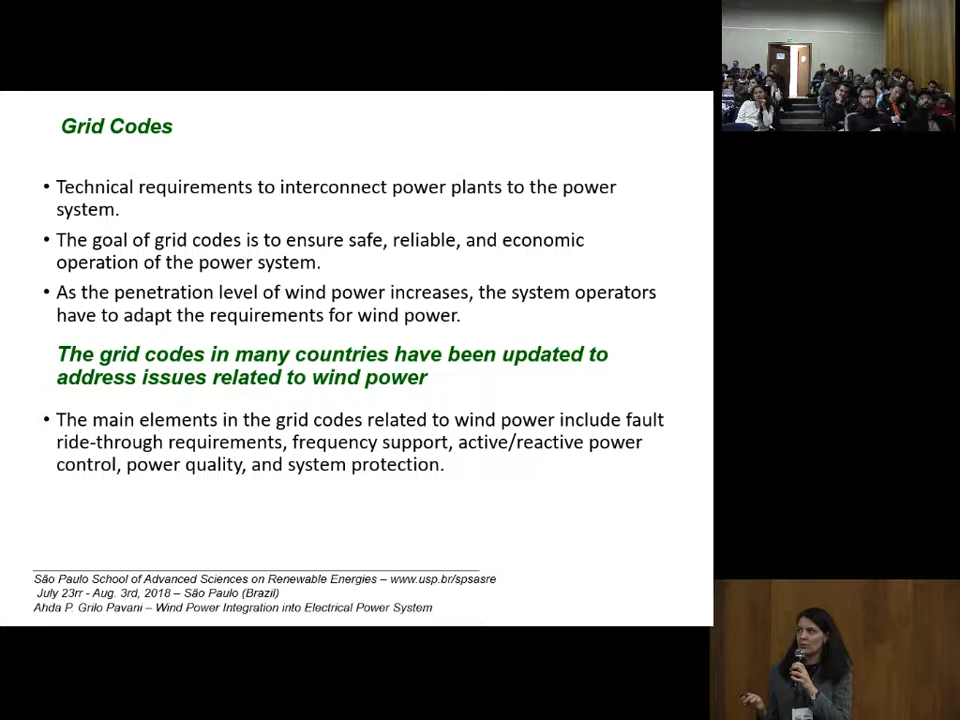 Grid Codes
• Technical requirements to interconnect power plants to the power
system.
• The goal of grid codes is to ensure safe, reliable, and economic
operation of the power system.
• As the penetration level of wind power increases, the system operators
have to adapt the requirements for wind power.
The grid codes in many countries have been updated to
address issues related to wind power
• The main elements in the grid codes related to wind power include fault
ride-through requirements, frequency support, active/reactive power
control, power quality, and system protection.
São Paulo School of Advanced Sciences on Renewable Energies – www.usp.br/spsasre
July 23rr - Aug. 3rd, 2018 – São Paulo (Brazil)
Ahda P. Grilo Pavani – Wind Power Integration into Electrical Power System